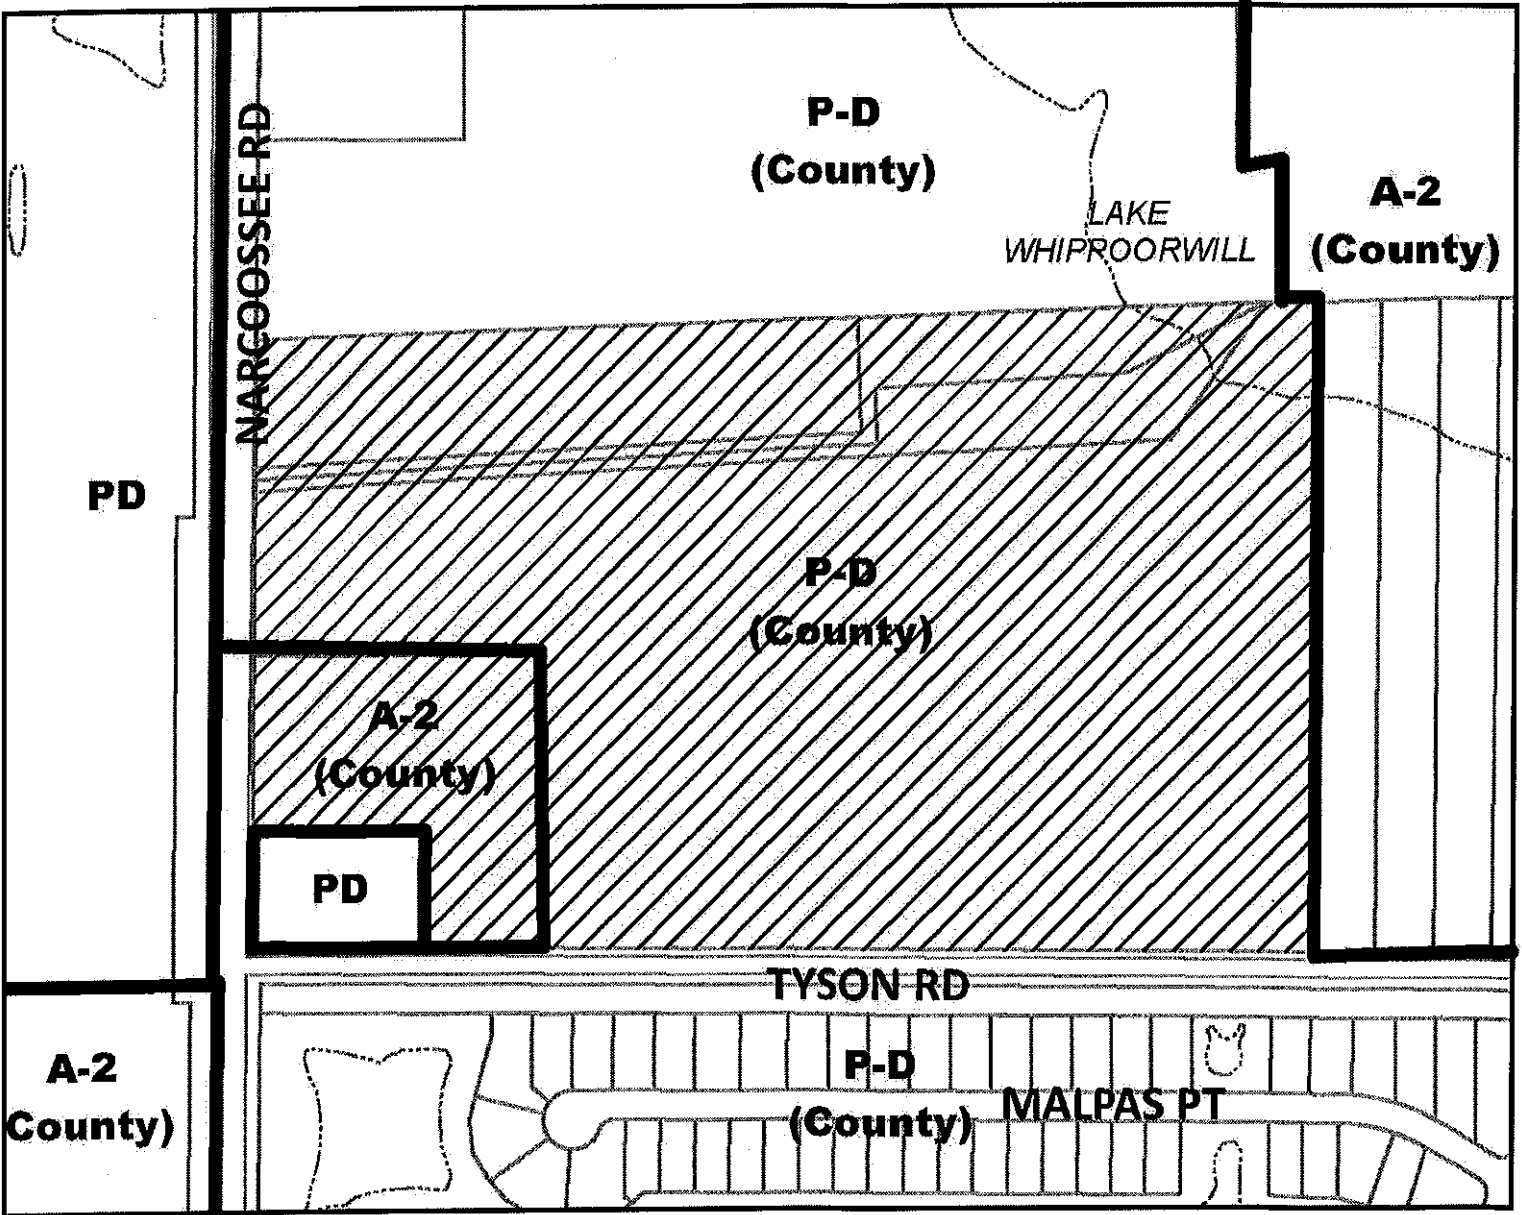 P-D
(County)
NARCOOSSEE RD
A-2
(County)
LAKE
WHIPROORWILL
PD
P-D
(County)
A-2
(County)
PD
TYSON RD
A-2
County)
P-D
(County)
MALPAS PT